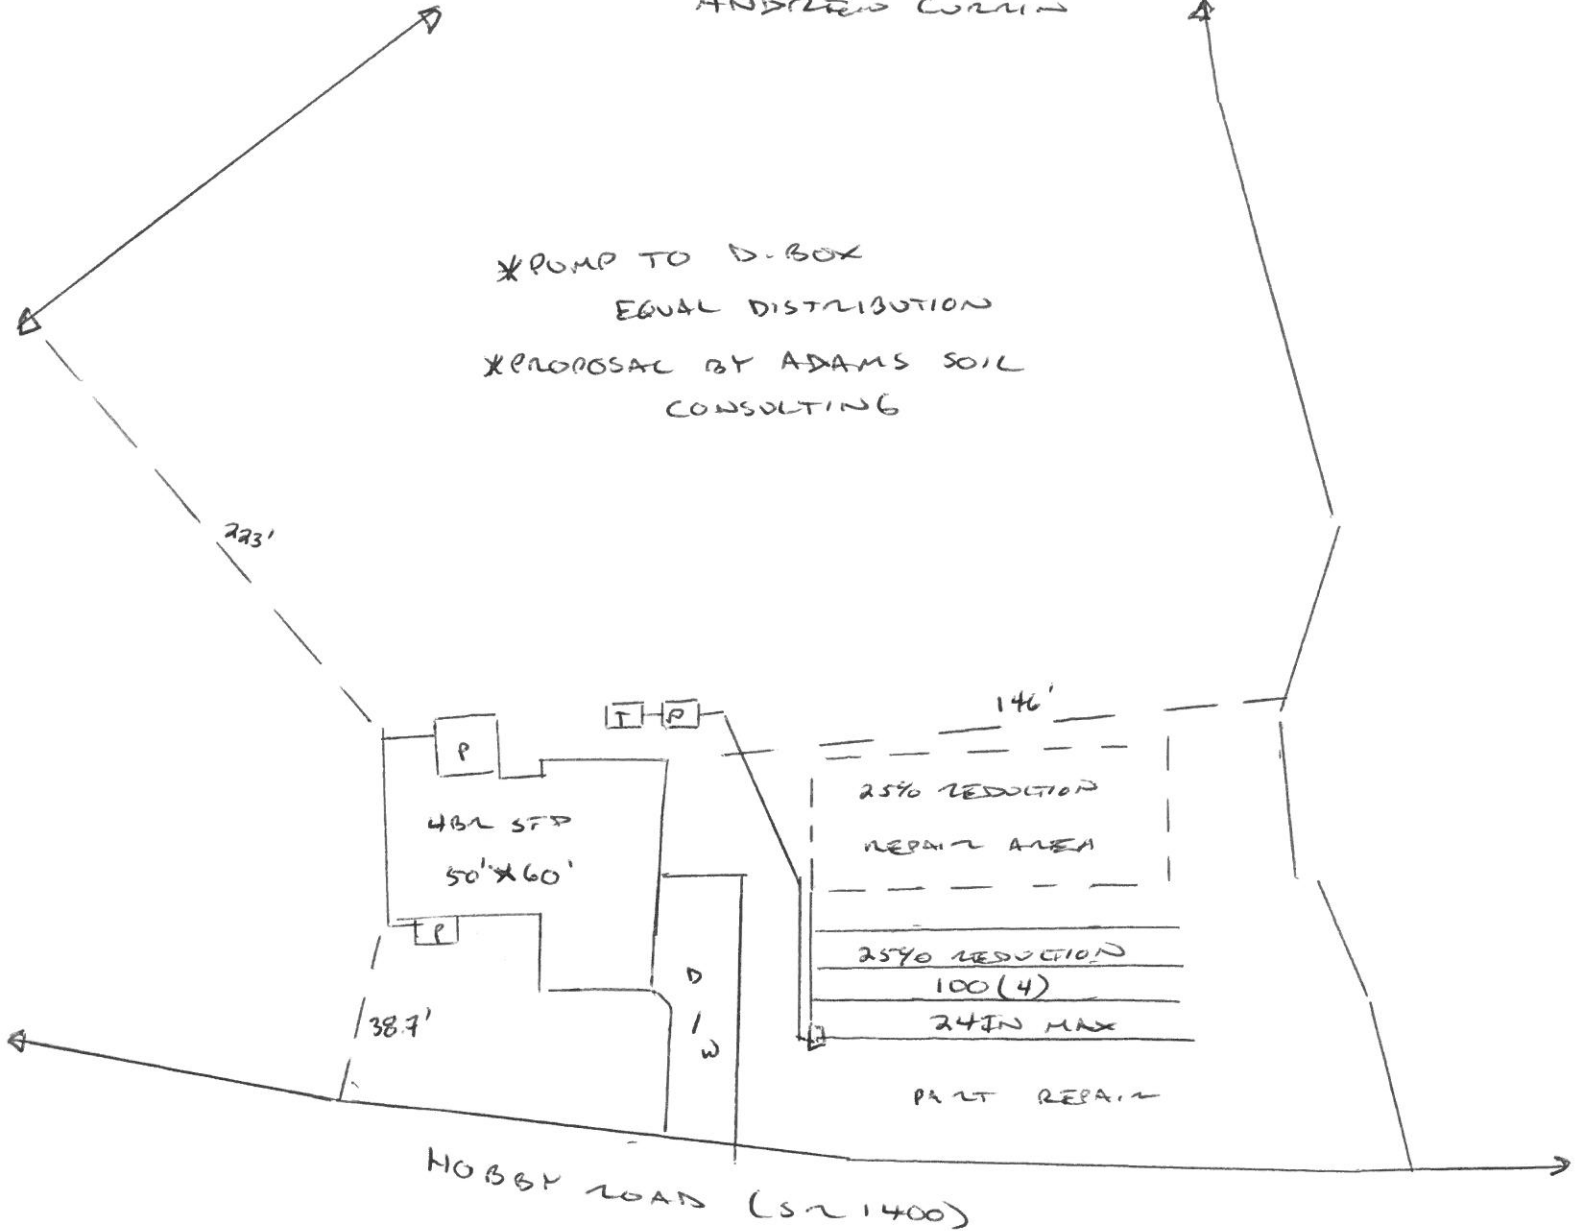 ANDREW CURRIN
*PUMP TO D-BOX
EQUAL DISTRIBUTION
*PROPOSAL BY ADAMS SOIL
CONSULTING
223'
146'
T
P
P
25% REDUCTION
REPAIR AREA
4BR SFD
50'X60'
P
25% REDUCTION
100(4)
24IN MAX
D/W
38.7'
PART REPAIR
HOBBY ROAD (SR 1400)